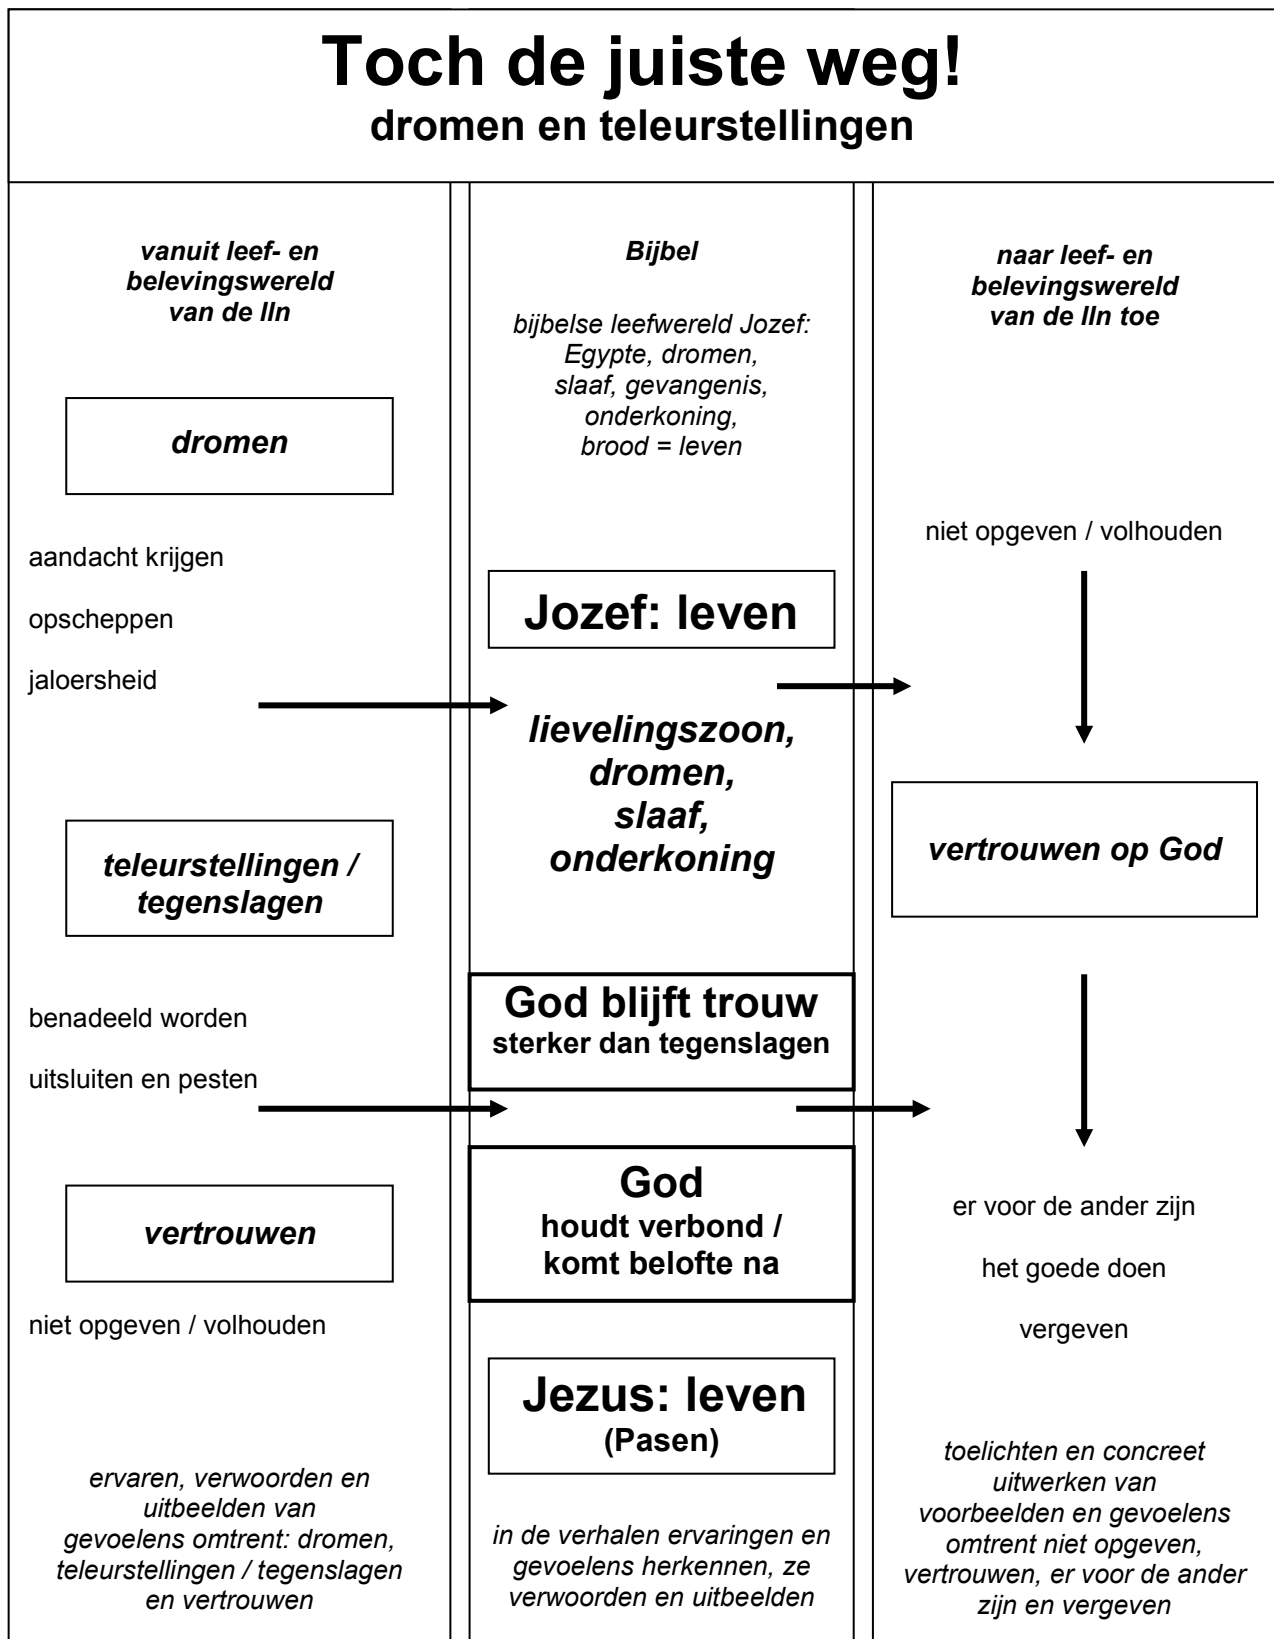 Toch de juiste weg!
dromen en teleurstellingen
vanuit leef- en
belevingswereld
van de lln
dromen
aandacht krijgen
opscheppen
jaloersheid
teleurstellingen /
tegenslagen
benadeeld worden
uitsluiten en pesten
vertrouwen
niet opgeven / volhouden
ervaren, verwoorden en
uitbeelden van
gevoelens omtrent: dromen,
teleurstellingen / tegenslagen
en vertrouwen
Bijbel
bijbelse leefwereld Jozef:
Egypte, dromen,
slaaf, gevangenis,
onderkoning,
brood = leven
Jozef: leven
lievelingszoon,
dromen,
slaaf,
onderkoning
God blijft trouw
sterker dan tegenslagen
God
houdt verbond /
komt belofte na
Jezus: leven
(Pasen)
in de verhalen ervaringen en
gevoelens herkennen, ze
verwoorden en uitbeelden
naar leef- en
belevingswereld
van de lln toe
niet opgeven / volhouden
vertrouwen op God
er voor de ander zijn
het goede doen
vergeven
toelichten en concreet
uitwerken van
voorbeelden en gevoelens
omtrent niet opgeven,
vertrouwen, er voor de ander
zijn en vergeven